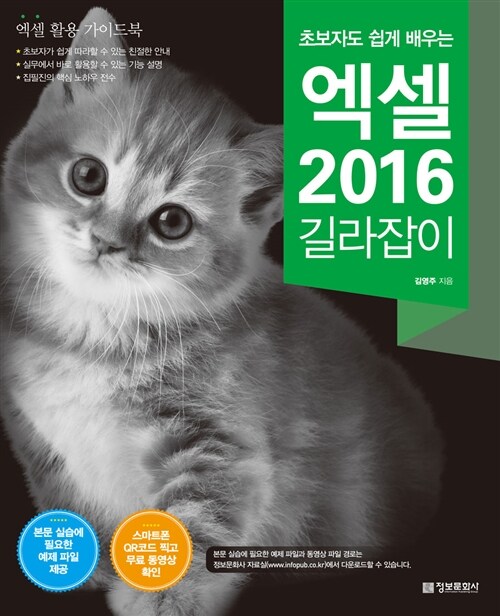 엑셀 활용 가이드북
★ 초보자가 쉽게 따라할 수 있는 친절한 안내
★ 실무에서 바로 활용할 수 있는 기능 설명
★ 집필진의 핵심 노하우 전수
초보자도 쉽게 배우는
엑셀
2016
길라잡이
김영주 지음
본문 실습에
필요한
예제 파일
제공
스마트폰
QR코드 찍고
무료 동영상
확인
본문 실습에 필요한 예제 파일과 동영상 파일 경로는
정보문화사 자료실(www.infopub.co.kr)에서 다운로드할 수 있습니다.
정보문화사